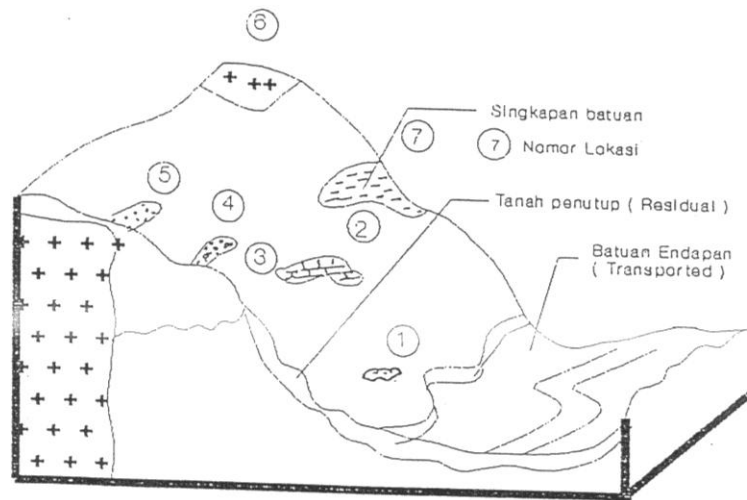 6
Singkapan batuan
7
7 Nomor Lokasi
5
Tanah penutup ( Residual )
4
2
3
Batuan Endapan
( Transported )
1